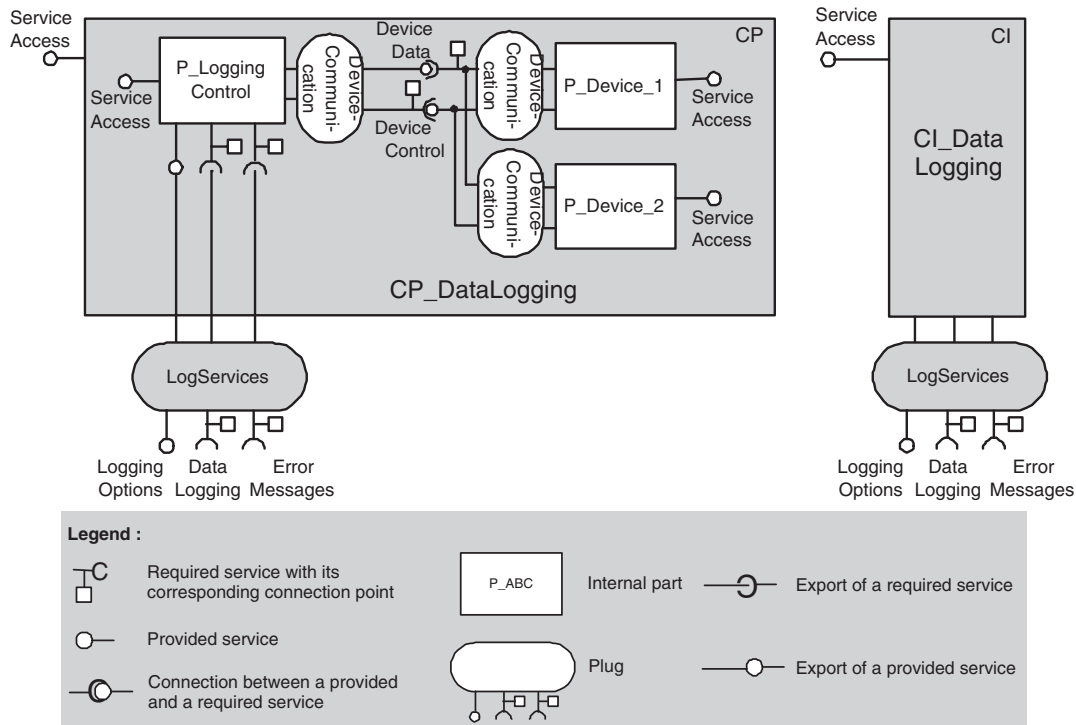 Service
Access
CP
P_Logging
Control
Service
Access
Device-
Communi-
cation
Device
Data
Device
Control
Device-
Communi-
cation
P_Device_1
Service
Access
Device-
Communi-
cation
P_Device_2
Service
Access
CP_DataLogging
LogServices
Logging
Options
Data
Logging
Error
Messages
Service
Access
CI
CI_Data
Logging
LogServices
Logging
Options
Data
Logging
Error
Messages
Legend :
Required service with its
corresponding connection point
Provided service
Connection between a provided
and a required service
P_ABC
Internal part
Plug
Export of a required service
Export of a provided service